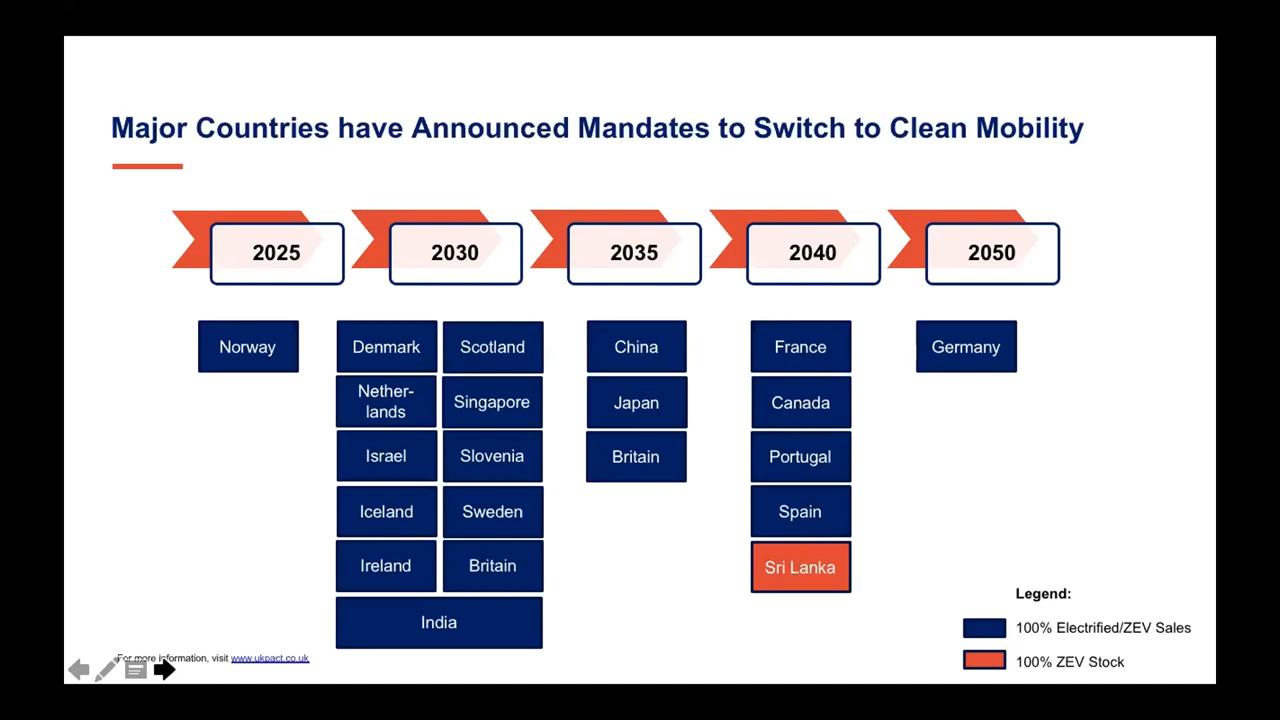 Major Countries have Announced Mandates to Switch to Clean Mobility
2025
2030
2035
2040
2050
Norway
Denmark
Scotland
Nether-
lands
Singapore
Israel
Slovenia
Iceland
Sweden
Ireland
Britain
India
China
Japan
Britain
France
Canada
Portugal
Spain
Sri Lanka
Germany
Legend:
100% Electrified/ZEV Sales
100% ZEV Stock
For more information, visit www.ukpact.co.uk